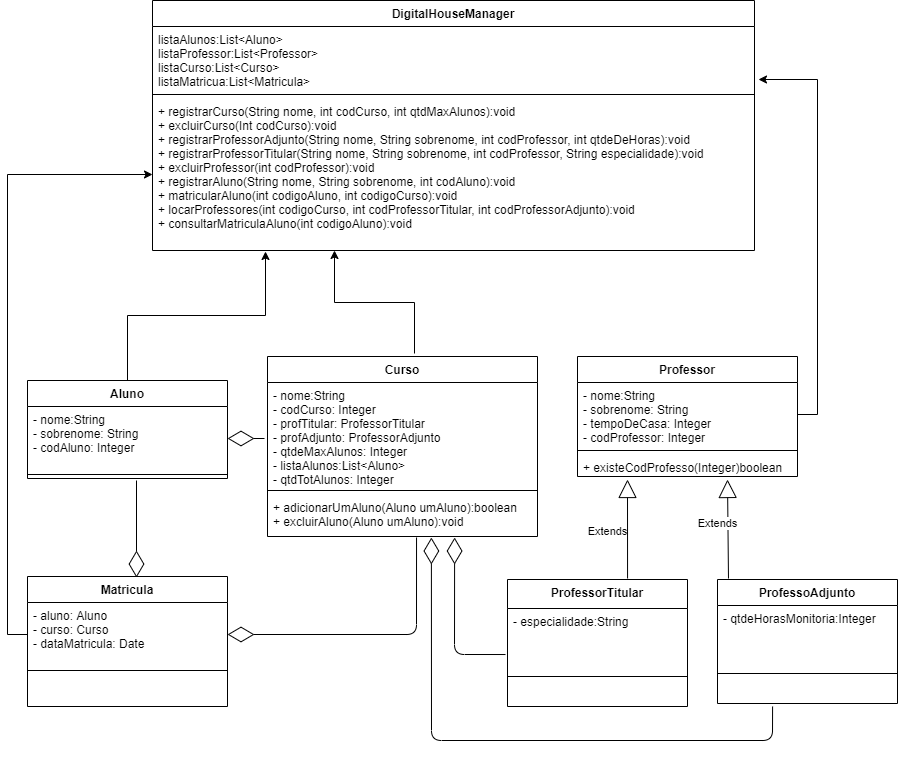 DigitalHouseManager
listaAlunos:List<Aluno>
listaProfessor:List<Professor>
listaCurso:List<Curso>
listaMatricua:List<Matricula>
+ registrarCurso(String nome, int codCurso, int qtdMaxAlunos):void
+ excluirCurso(Int codCurso):void
+ registrarProfessorAdjunto(String nome, String sobrenome, int codProfessor, int qtdeDeHoras):void
+ registrarProfessorTitular(String nome, String sobrenome, int codProfessor, String especialidade):void
+ excluirProfessor(int codProfessor):void
+ registrarAluno(String nome, String sobrenome, int codAluno):void
+ matricularAluno(int codigoAluno, int codigoCurso):void
+ locarProfessores(int codigoCurso, int codProfessorTitular, int codProfessorAdjunto):void
+ consultarMatriculaAluno(int codigoAluno):void
Aluno
- nome:String
- sobrenome: String
- codAluno: Integer
Curso
- nome:String
- codCurso: Integer
- profTitular: ProfessorTitular
- profAdjunto: ProfessorAdjunto
- qtdeMaxAlunos: Integer
- listaAlunos:List<Aluno>
- qtdTotAlunos: Integer
+ adicionarUmAluno(Aluno umAluno):boolean
+ excluirAluno(Aluno umAluno):void
Professor
- nome:String
- sobrenome: String
- tempoDeCasa: Integer
- codProfessor: Integer
+ existeCodProfesso(Integer)boolean
Extends
Extends
Matricula
- aluno: Aluno
- curso: Curso
- dataMatricula: Date
ProfessorTitular
- especialidade:String
ProfessoAdjunto
- qtdeHorasMonitoria:Integer